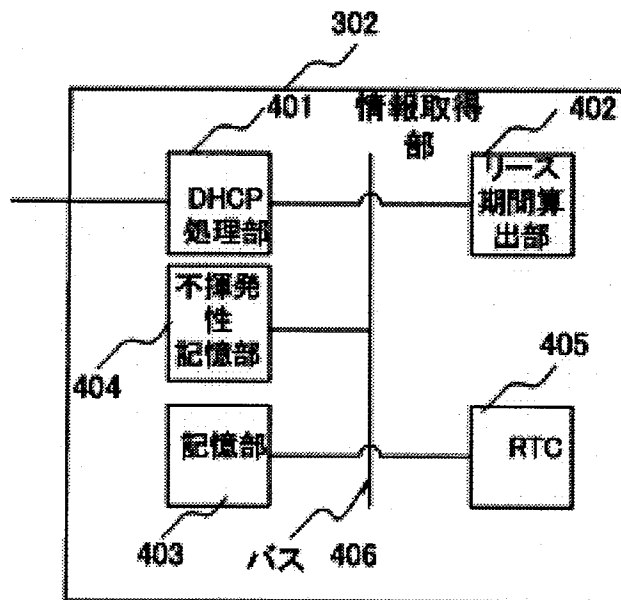 302
401
情報取得
部
402
DHCP
処理部
リース
期間算
出部
不揮発
性
記憶部
404
405
記憶部
RTC
403
バス
406